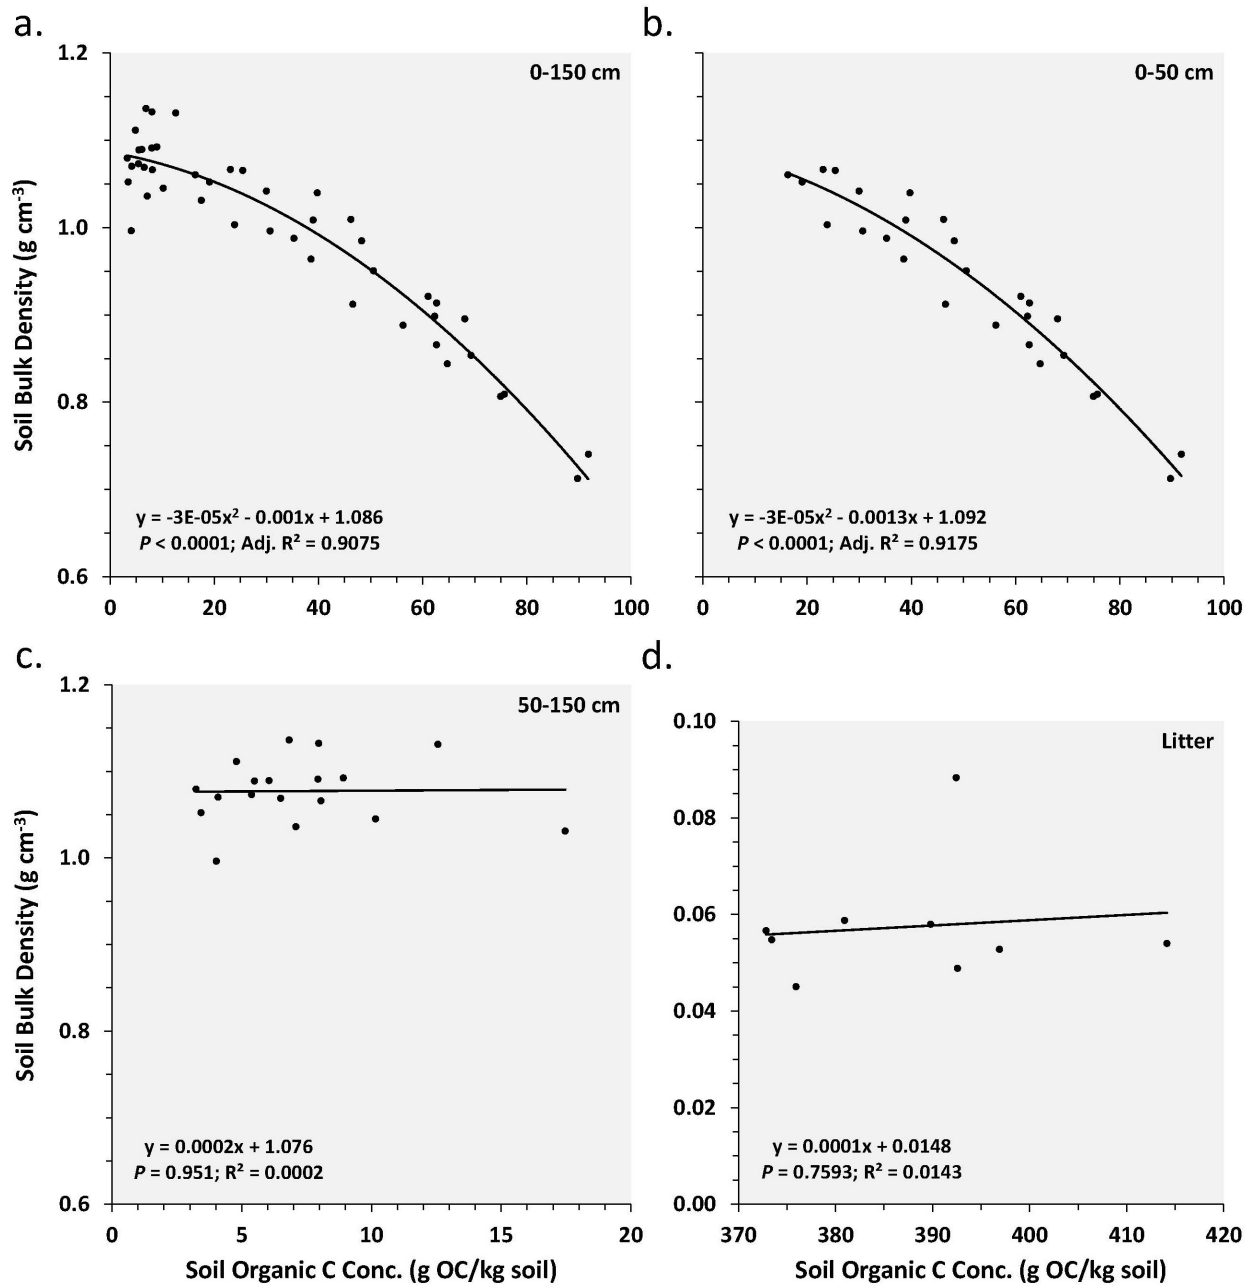 a.
1.2
1.0
0.8
0.6
Soil Bulk Density (g cm⁻³)
0-150 cm
y = -3E-05x² - 0.001x + 1.086
P < 0.0001; Adj. R² = 0.9075
0 20 40 60 80 100
b.
0-50 cm
y = -3E-05x² - 0.0013x + 1.092
P < 0.0001; Adj. R² = 0.9175
0 20 40 60 80 100
c.
1.2
1.0
0.8
0.6
Soil Bulk Density (g cm⁻³)
50-150 cm
y = 0.0002x + 1.076
P = 0.951; R² = 0.0002
0 5 10 15 20
Soil Organic C Conc. (g OC/kg soil)
d.
0.10
0.08
0.06
0.04
0.02
0.00
Litter
y = 0.0001x + 0.0148
P = 0.7593; R² = 0.0143
370 380 390 400 410 420
Soil Organic C Conc. (g OC/kg soil)